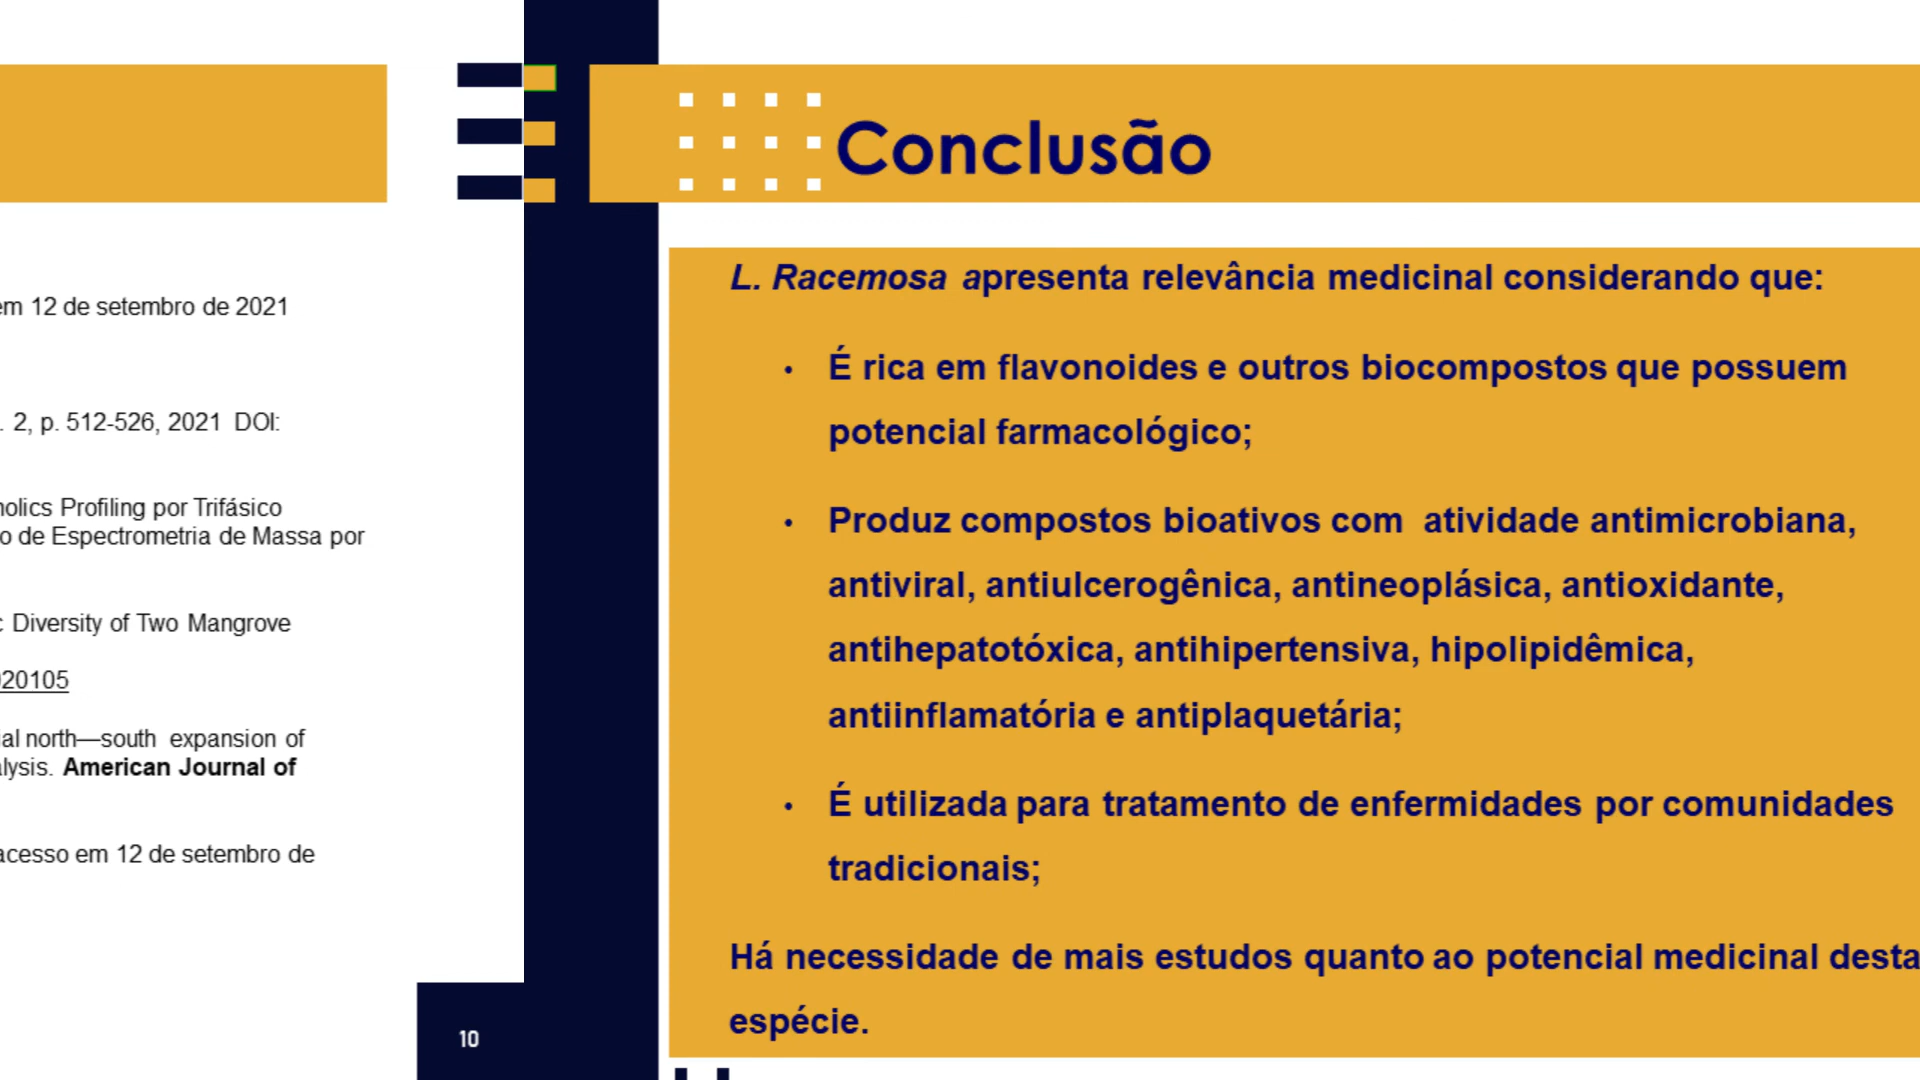 em 12 de setembro de 2021
. 2, p. 512-526, 2021 DOI:
Profiling por Trifásico
o de Espectrometria de Massa por
Diversity of Two Mangrove
20105
north—south expansion of
American Journal of
acesso em 12 de setembro de
10
Conclusão
L. Racemosa apresenta relevância medicinal considerando que:
• É rica em flavonoides e outros biocompostos que possuem
potencial farmacológico;
• Produz compostos bioativos com atividade antimicrobiana,
antiviral, antiulcerogênica, antineoplásica, antioxidante,
antihepatotóxica, antihipertensiva, hipolipidêmica,
antiinflamatória e antiplaquetária;
• É utilizada para tratamento de enfermidades por comunidades
tradicionais;
Há necessidade de mais estudos quanto ao potencial medicinal desta
espécie.